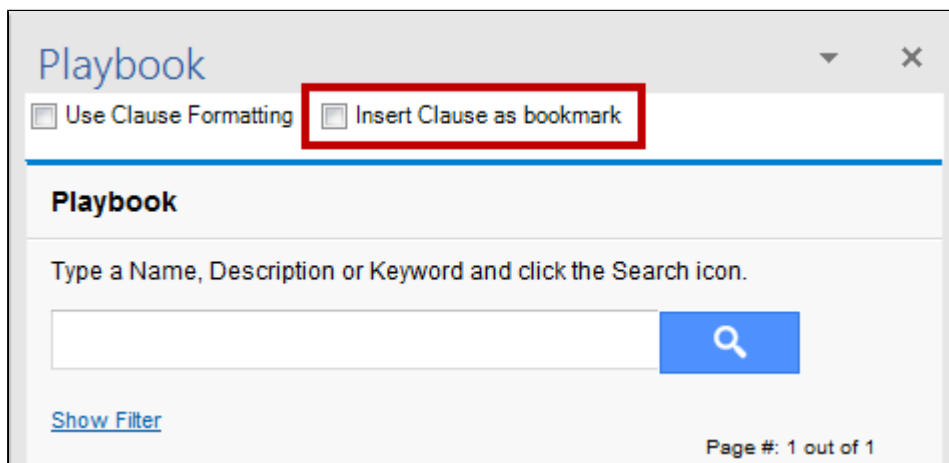 Playbook
Use Clause Formatting Insert Clause as bookmark
Playbook
Type a Name, Description or Keyword and click the Search icon.
Show Filter
Page #: 1 out of 1